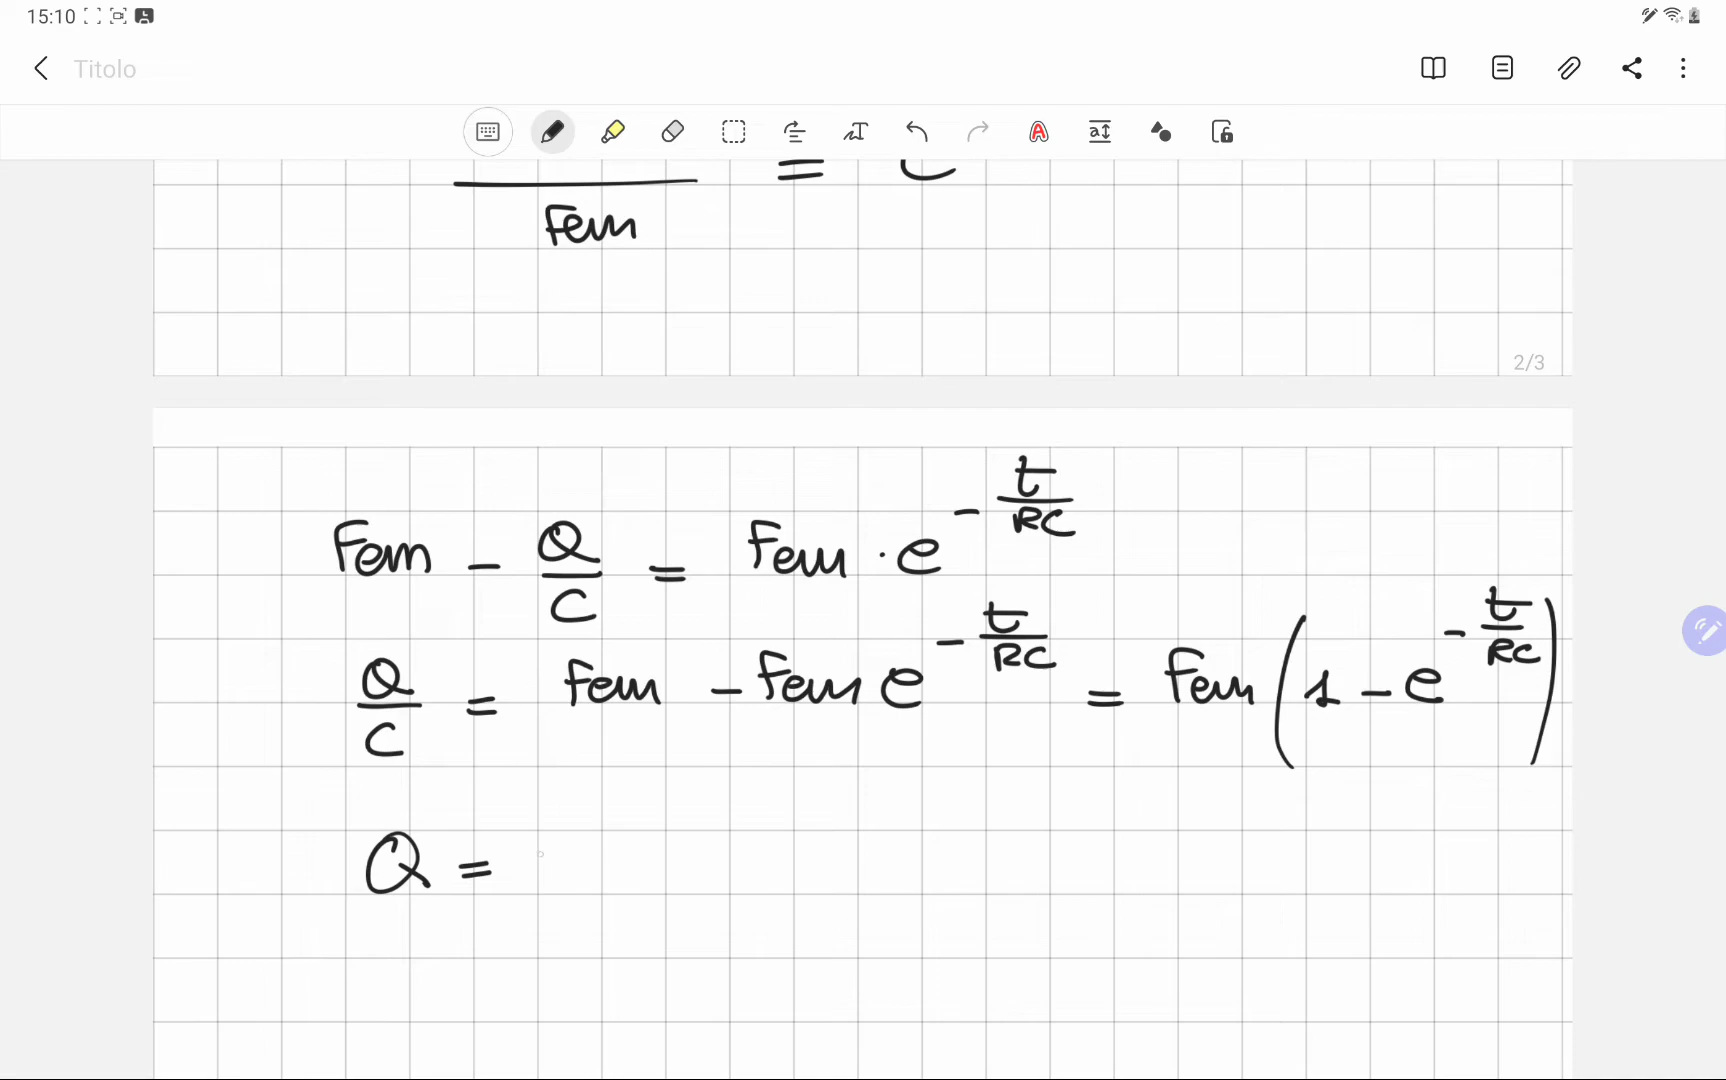 15:10
Titolo
= C
Fem
2/3
Fem - Q/C = Fem · e^(-t/RC)
Q/C = Fem - Fem e^(-t/RC) = Fem (1 - e^(-t/RC))
Q =